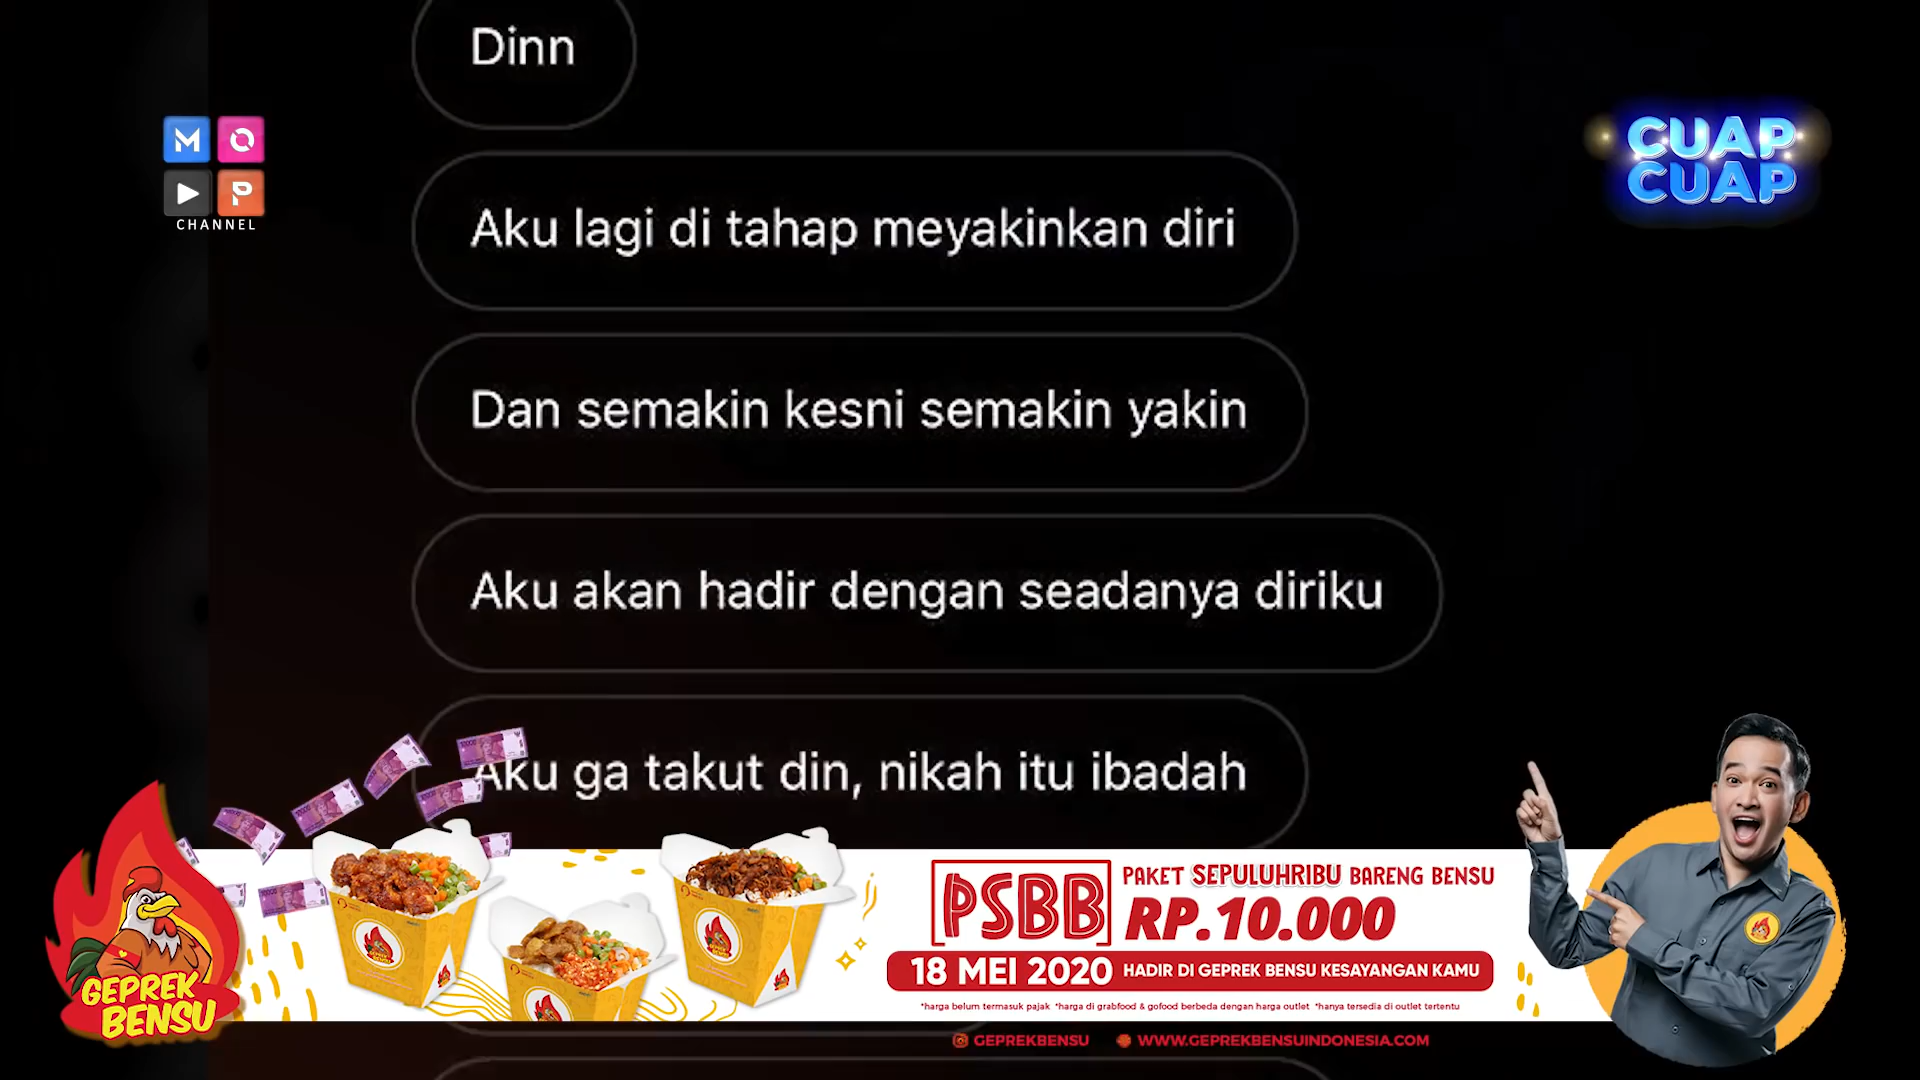 Dinn
M O
P
CHANNEL
CUAP
CUAP
Aku lagi di tahap meyakinkan diri
Dan semakin kesni semakin yakin
Aku akan hadir dengan seadanya diriku
Aku ga takut din, nikah itu ibadah
GEPREK
BENSU
PSBB
PAKET SEPULUHRIBU BARENG BENSU
RP.10.000
18 MEI 2020 HADIR DI GEPREK BENSU KESAYANGAN KAMU
*harga belum termasuk pajak *harga di grabfood & gofood berbeda dengan harga outlet *hanya tersedia di outlet tertentu
GEPREKBENSU WWW.GEPREKBENSUINDONESIA.COM